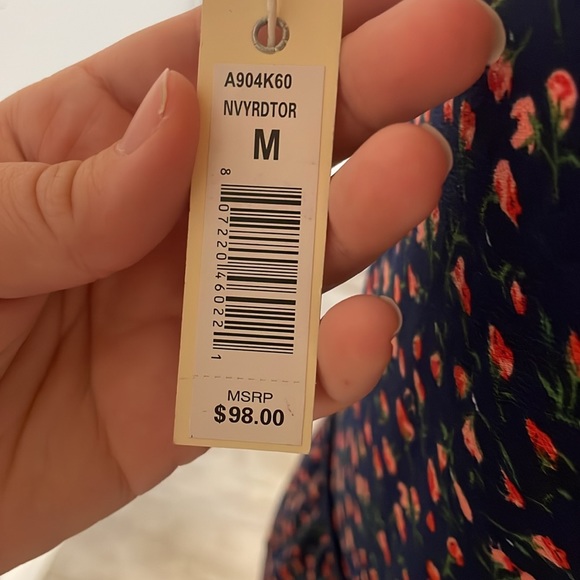 A904K60
NVYRDTOR
M
8 07220 46022 1
MSRP
$98.00